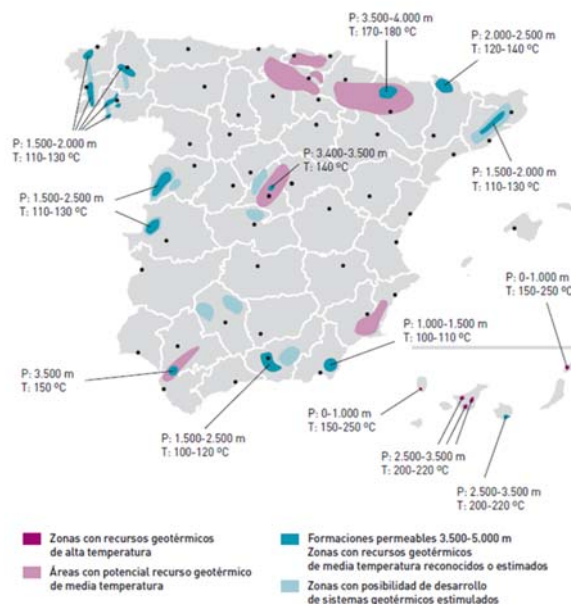 P: 3.500-4.000 m
T: 170-180 ºC
P: 2.000-2.500 m
T: 120-140 ºC
P: 1.500-2.000 m
T: 110-130 ºC
P: 3.400-3.500 m
T: 140 ºC
P: 1.500-2.000 m
T: 110-130 ºC
P: 1.500-2.500 m
T: 110-130 ºC
P: 0-1.000 m
T: 150-250 ºC
P: 1.000-1.500 m
T: 100-110 ºC
P: 3.500 m
T: 150 ºC
P: 0-1.000 m
T: 150-250 ºC
P: 1.500-2.500 m
T: 100-120 ºC
P: 2.500-3.500 m
T: 200-220 ºC
P: 2.500-3.500 m
T: 200-220 ºC
Zonas con recursos geotérmicos
de alta temperatura
Áreas con potencial recurso geotérmico
de media temperatura
Formaciones permeables 3.500-5.000 m
Zonas con recursos geotérmicos
de media temperatura reconocidos o estimados
Zonas con posibilidad de desarrollo
de sistemas geotérmicos estimulados